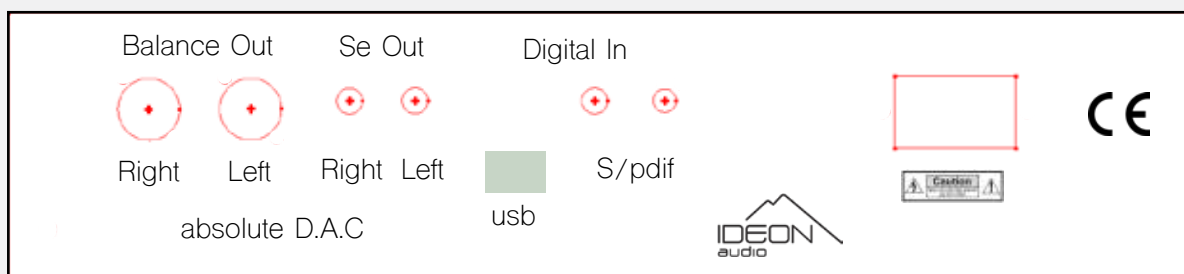 Balance Out
Se Out
Digital In
Right
Left
Right
Left
S/pdif
usb
absolute D.A.C
IDEON
audio
Caution
CE